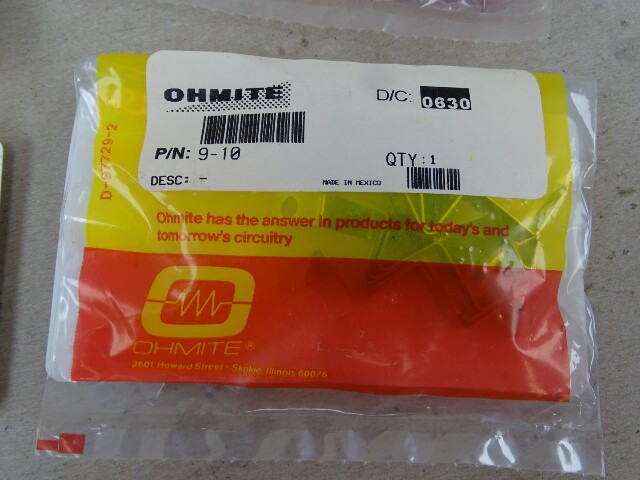 OHMITE
D/C: 0630
P/N: 9-10
QTY: 1
DESC: -
MADE IN MEXICO
D-97729-2
Ohmite has the answer in products for today's and
tomorrow's circuitry
OHMITE®
3601 Howard Street - Skokie, Illinois 60076